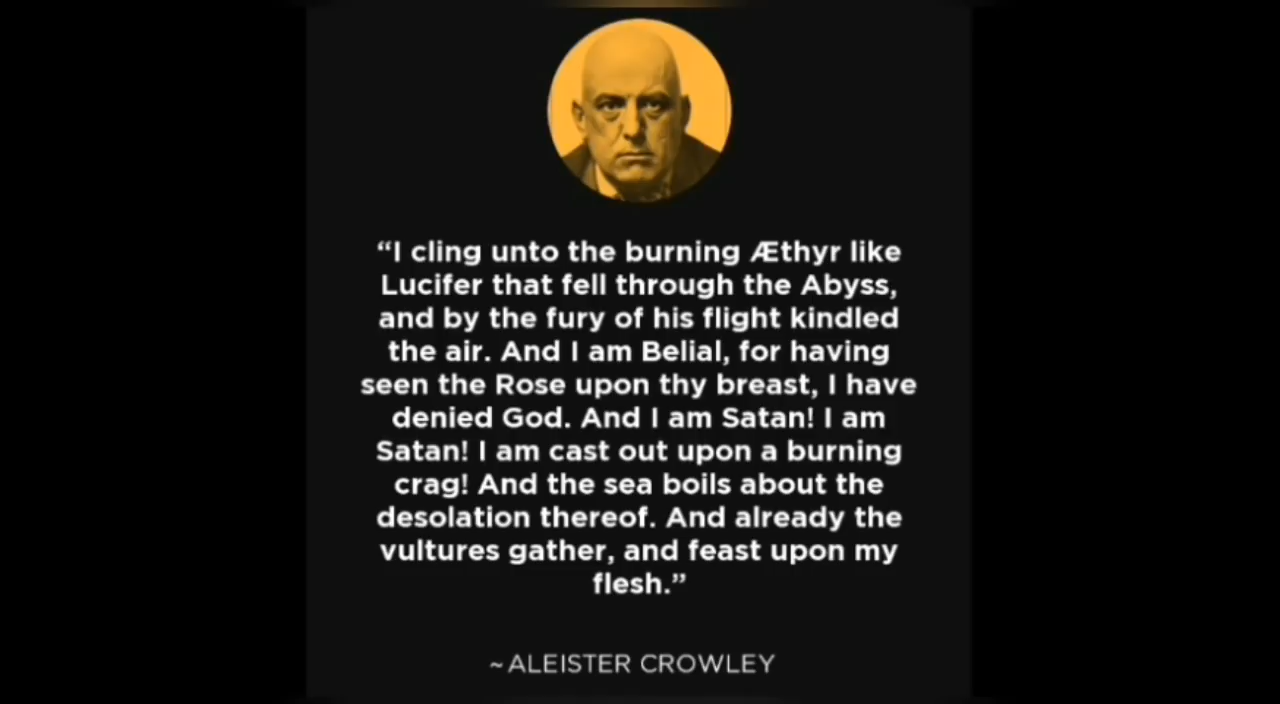 “I cling unto the burning Æthyr like
Lucifer that fell through the Abyss,
and by the fury of his flight kindled
the air. And I am Belial, for having
seen the Rose upon thy breast, I have
denied God. And I am Satan! I am
Satan! I am cast out upon a burning
crag! And the sea boils about the
desolation thereof. And already the
vultures gather, and feast upon my
flesh.”
~ ALEISTER CROWLEY